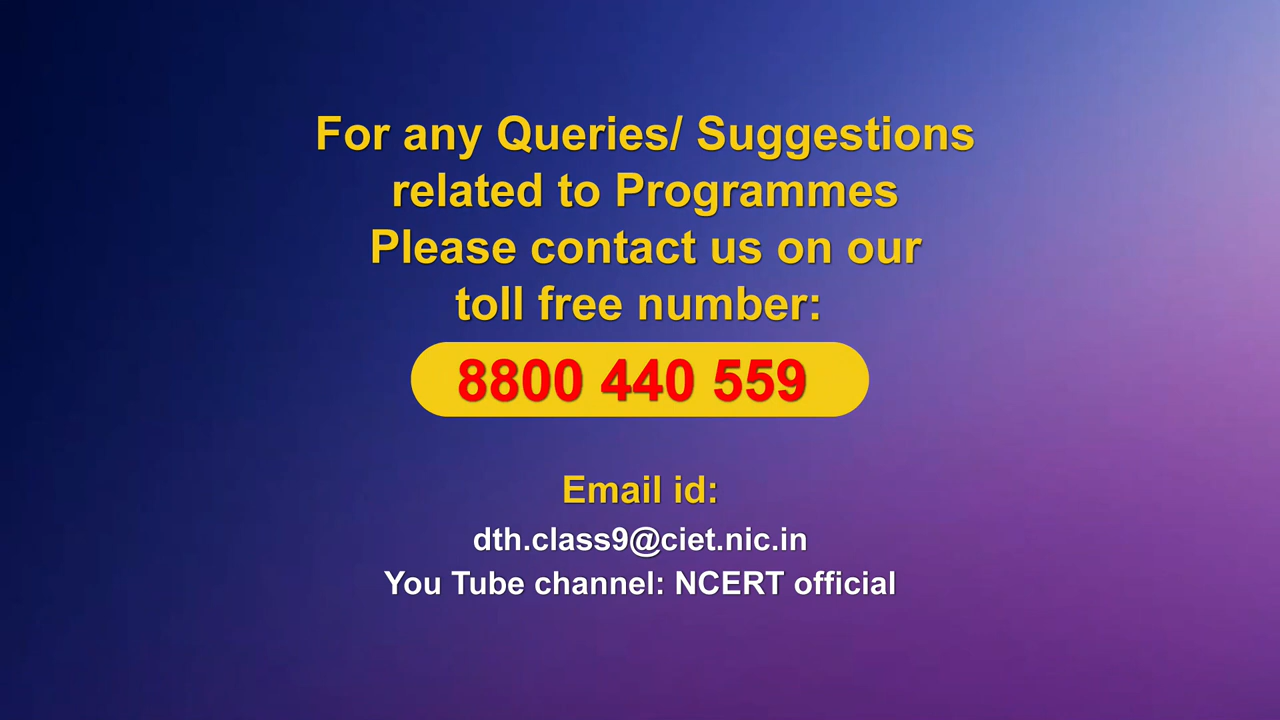 For any Queries/ Suggestions
related to Programmes
Please contact us on our
toll free number:
8800 440 559
Email id:
dth.class9@ciet.nic.in
You Tube channel: NCERT official